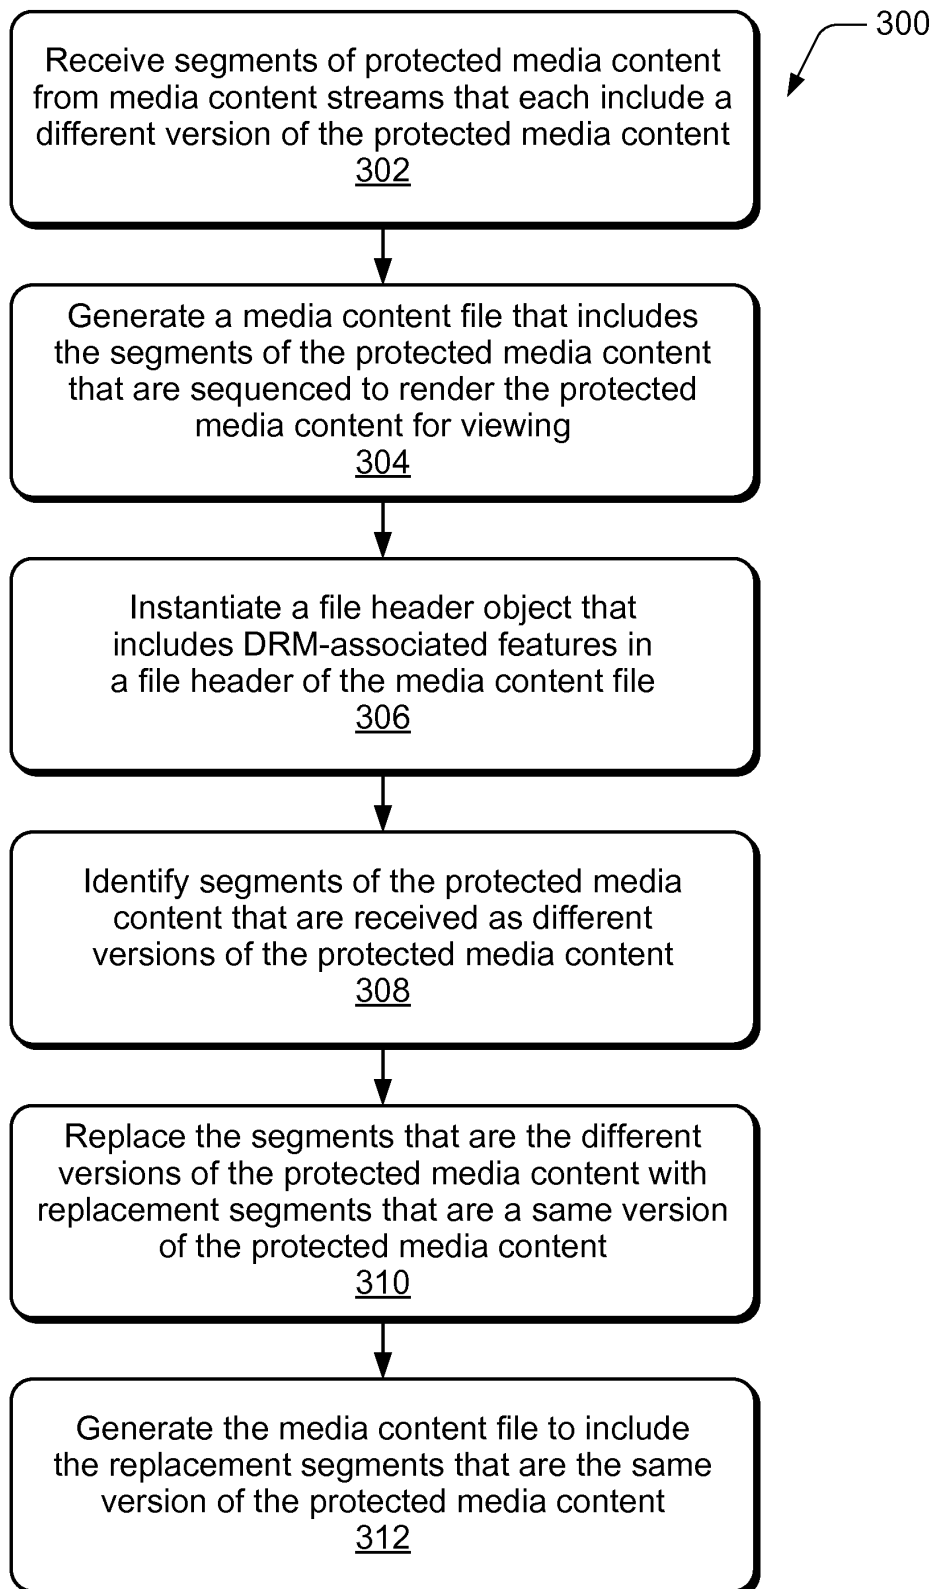 300
Receive segments of protected media content
from media content streams that each include a
different version of the protected media content
302
Generate a media content file that includes
the segments of the protected media content
that are sequenced to render the protected
media content for viewing
304
Instantiate a file header object that
includes DRM-associated features in
a file header of the media content file
306
Identify segments of the protected media
content that are received as different
versions of the protected media content
308
Replace the segments that are the different
versions of the protected media content with
replacement segments that are a same version
of the protected media content
310
Generate the media content file to include
the replacement segments that are the same
version of the protected media content
312